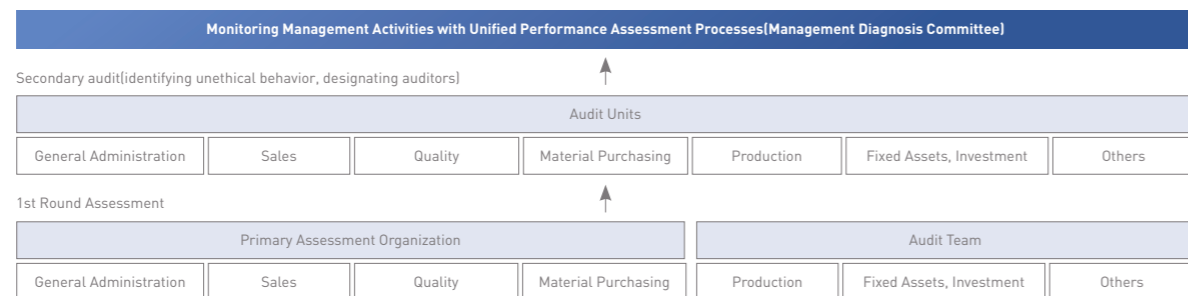 Monitoring Management Activities with Unified Performance Assessment Processes(Management Diagnosis Committee)
Secondary audit(identifying unethical behavior, designating auditors)
Audit Units
General Administration Sales Quality Material Purchasing Production Fixed Assets, Investment Others
1st Round Assessment
Primary Assessment Organization Audit Team
General Administration Sales Quality Material Purchasing Production Fixed Assets, Investment Others